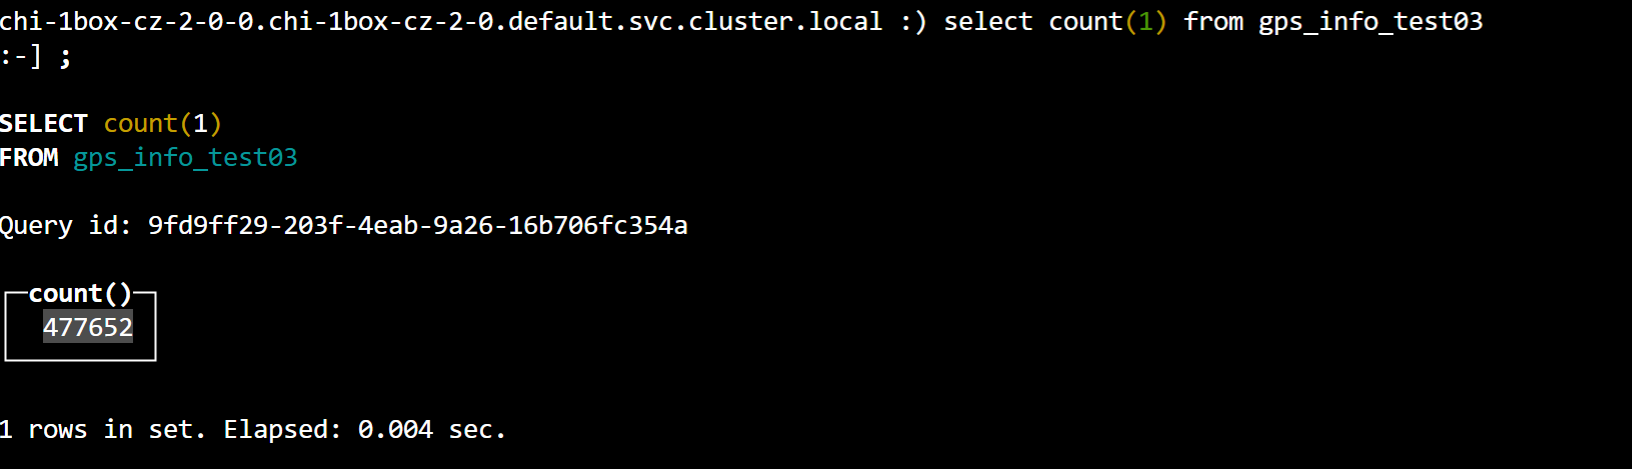 chi-1box-cz-2-0-0.chi-1box-cz-2-0.default.svc.cluster.local :) select count(1) from gps_info_test03
:-] ;
SELECT count(1)
FROM gps_info_test03
Query id: 9fd9ff29-203f-4eab-9a26-16b706fc354a
count()
477652
1 rows in set. Elapsed: 0.004 sec.